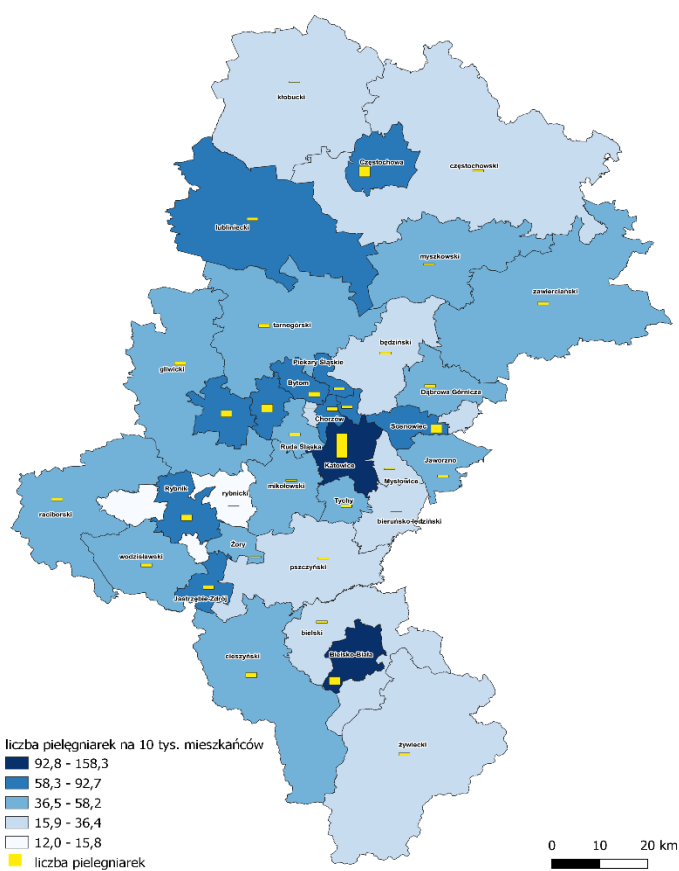 kłobucki
Częstochowa
częstochowski
lubliniecki
myszkowski
zawierciański
tarnogórski
będziński
gliwicki
Piekary Śląskie
Bytom
Dąbrowa Górnicza
Chorzów
Sosnowiec
Ruda Śląska
Katowice
Jaworzno
Mysłowice
mikołowski
Rybnik
rybnicki
Tychy
raciborski
bieruńsko-lędziński
Żory
wodzisławski
pszczyński
Jastrzębie-Zdrój
bielski
cieszyński
Bielsko-Biała
żywiecki
liczba pielęgniarek na 10 tys. mieszkańców
92,8 - 158,3
58,3 - 92,7
36,5 - 58,2
15,9 - 36,4
12,0 - 15,8
liczba pielegniarek
0 10 20 km